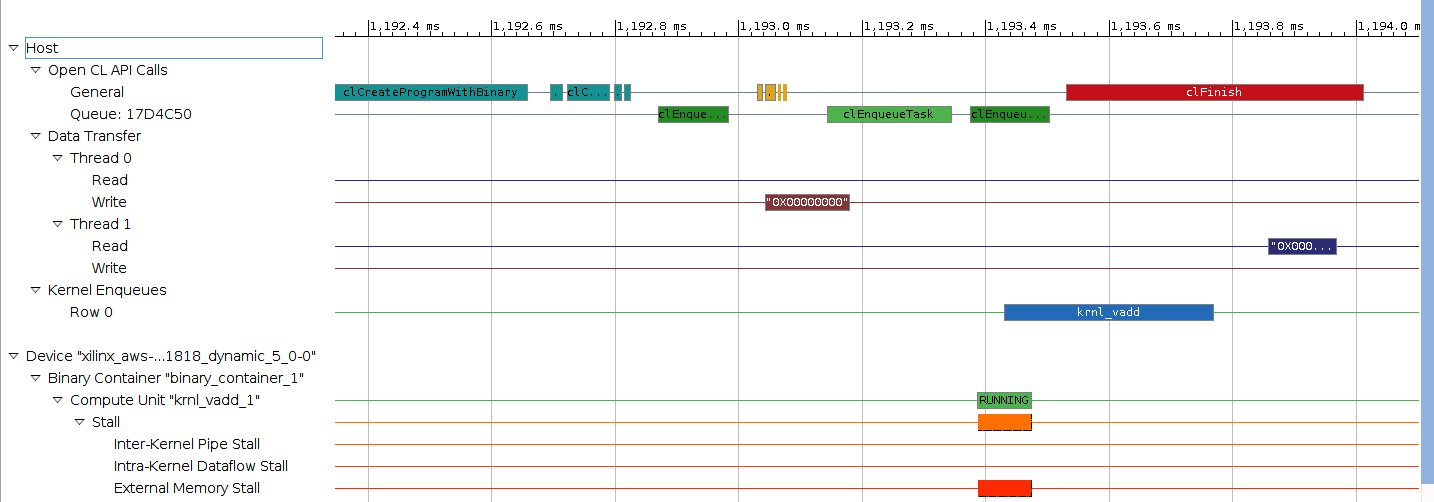 1,192.4 ms 1,192.6 ms 1,192.8 ms 1,193.0 ms 1,193.2 ms 1,193.4 ms 1,193.6 ms 1,193.8 ms 1,194.0 m
Host
Open CL API Calls
General clCreateProgramWithBinary . clC... . . clFinish
Queue: 17D4C50 clEnque... clEnqueueTask clEnqueu...
Data Transfer
Thread 0
Read
Write "0X00000000"
Thread 1
Read "0X000...
Write
Kernel Enqueues
Row 0 krnl_vadd
Device "xilinx_aws-...1818_dynamic_5_0-0"
Binary Container "binary_container_1"
Compute Unit "krnl_vadd_1" RUNNING
Stall
Inter-Kernel Pipe Stall
Intra-Kernel Dataflow Stall
External Memory Stall